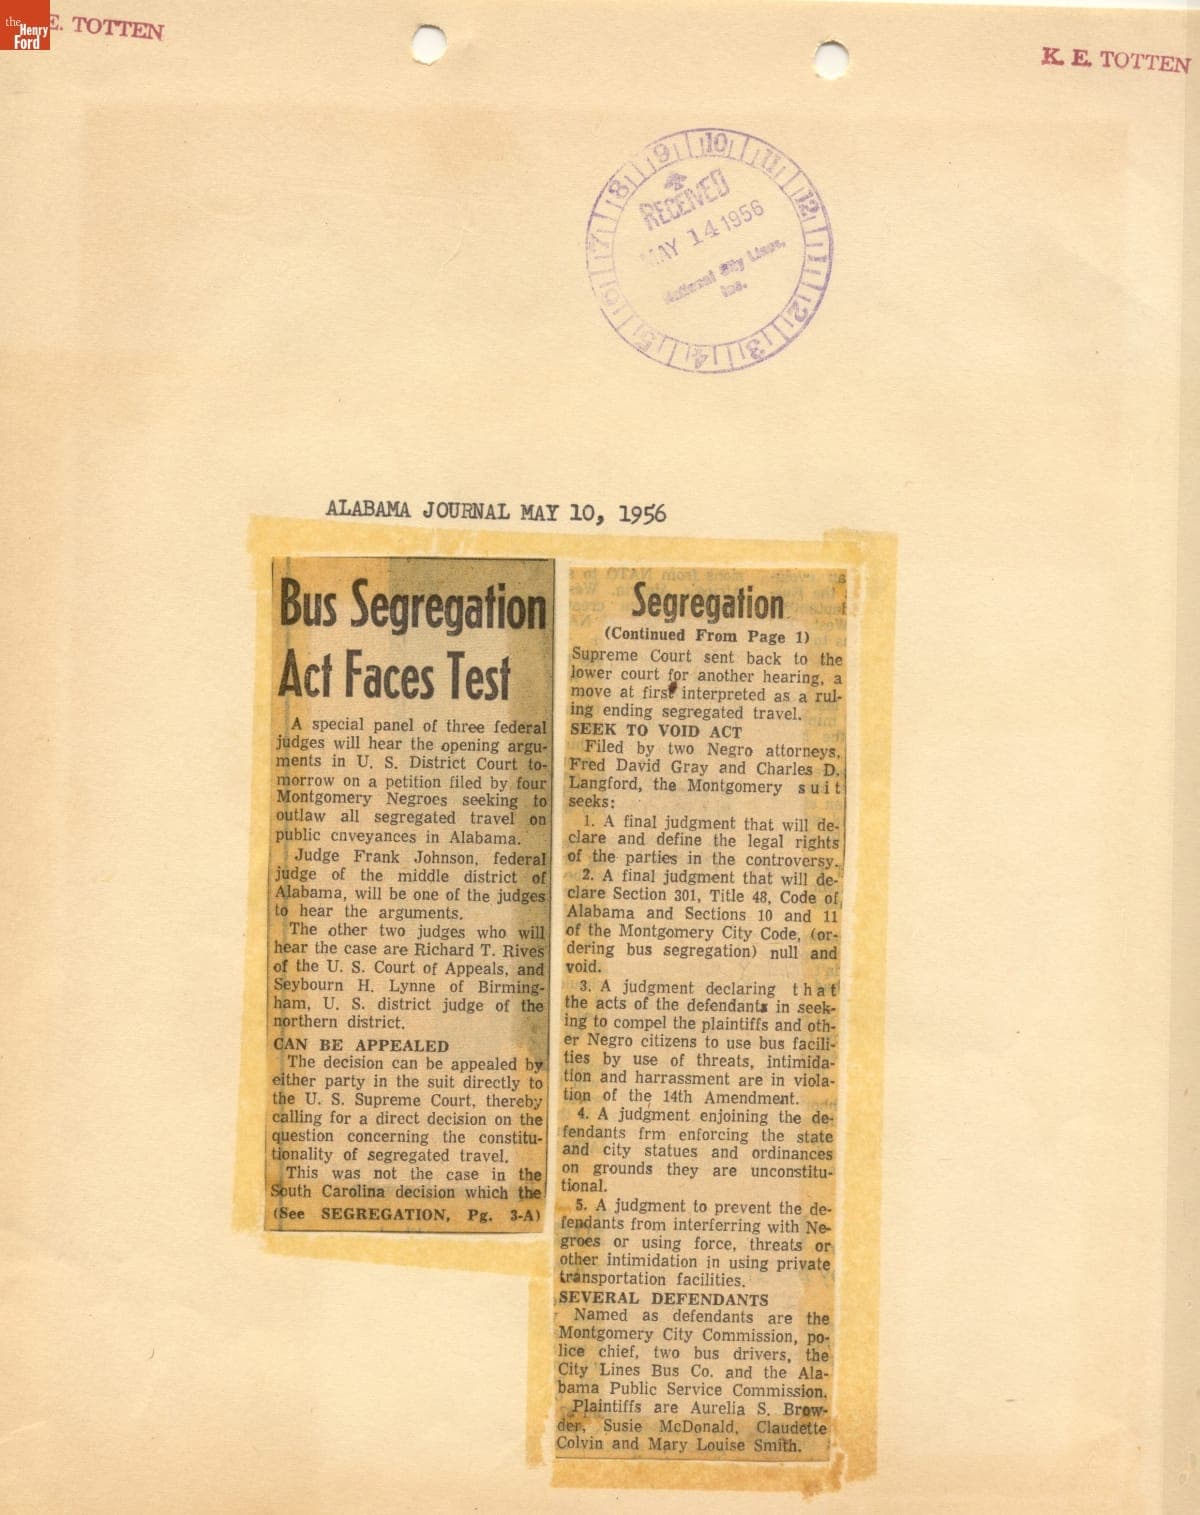 the
Henry
Ford
E. TOTTEN
K. E. TOTTEN
RECEIVED
MAY 14 1956
National City Lines,
Inc.
9 10 11 12 1 2 3 4 5 6 7 8
ALABAMA JOURNAL MAY 10, 1956
Bus Segregation
Act Faces Test
A special panel of three federal
judges will hear the opening argu-
ments in U. S. District Court to-
morrow on a petition filed by four
Montgomery Negroes seeking to
outlaw all segregated travel on
public cnveyances in Alabama.
Judge Frank Johnson, federal
judge of the middle district of
Alabama, will be one of the judges
to hear the arguments.
The other two judges who will
hear the case are Richard T. Rives
of the U. S. Court of Appeals, and
Seybourn H. Lynne of Birming-
ham, U. S. district judge of the
northern district.
CAN BE APPEALED
The decision can be appealed by
either party in the suit directly to
the U. S. Supreme Court, thereby
calling for a direct decision on the
question concerning the constitu-
tionality of segregated travel.
This was not the case in the
South Carolina decision which the
(See SEGREGATION, Pg. 3-A)
Segregation
(Continued From Page 1)
Supreme Court sent back to the
lower court for another hearing, a
move at first interpreted as a rul-
ing ending segregated travel.
SEEK TO VOID ACT
Filed by two Negro attorneys,
Fred David Gray and Charles D.
Langford, the Montgomery suit
seeks:
1. A final judgment that will de-
clare and define the legal rights
of the parties in the controversy.
2. A final judgment that will de-
clare Section 301, Title 48, Code of
Alabama and Sections 10 and 11
of the Montgomery City Code, (or-
dering bus segregation) null and
void.
3. A judgment declaring that
the acts of the defendants in seek-
ing to compel the plaintiffs and oth-
er Negro citizens to use bus facili-
ties by use of threats, intimida-
tion and harrassment are in viola-
tion of the 14th Amendment.
4. A judgment enjoining the de-
fendants frm enforcing the state
and city statues and ordinances
on grounds they are unconstitu-
tional.
5. A judgment to prevent the de-
fendants from interferring with Ne-
groes or using force, threats or
other intimidation in using private
transportation facilities.
SEVERAL DEFENDANTS
Named as defendants are the
Montgomery City Commission, po-
lice chief, two bus drivers, the
City Lines Bus Co. and the Ala-
bama Public Service Commission.
Plaintiffs are Aurelia S. Brow-
der, Susie McDonald, Claudette
Colvin and Mary Louise Smith.